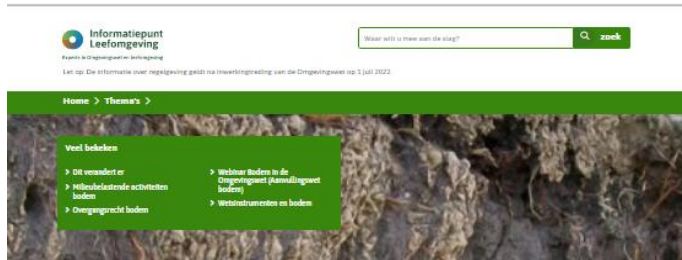 Informatiepunt
Leefomgeving
Experts in Omgevingswet en leefomgeving
Waar wilt u mee aan de slag?
zoek
Let op: De informatie over regelgeving geldt na inwerkingtreding van de Omgevingswet op 1 juli 2022.
Home > Thema's >
Veel bekeken
> Dit verandert er
> Milieubelastende activiteiten
bodem
> Overgangsrecht bodem
> Webinar Bodem in de
Omgevingswet (Aanvullingswet
bodem)
> Wetsinstrumenten en bodem